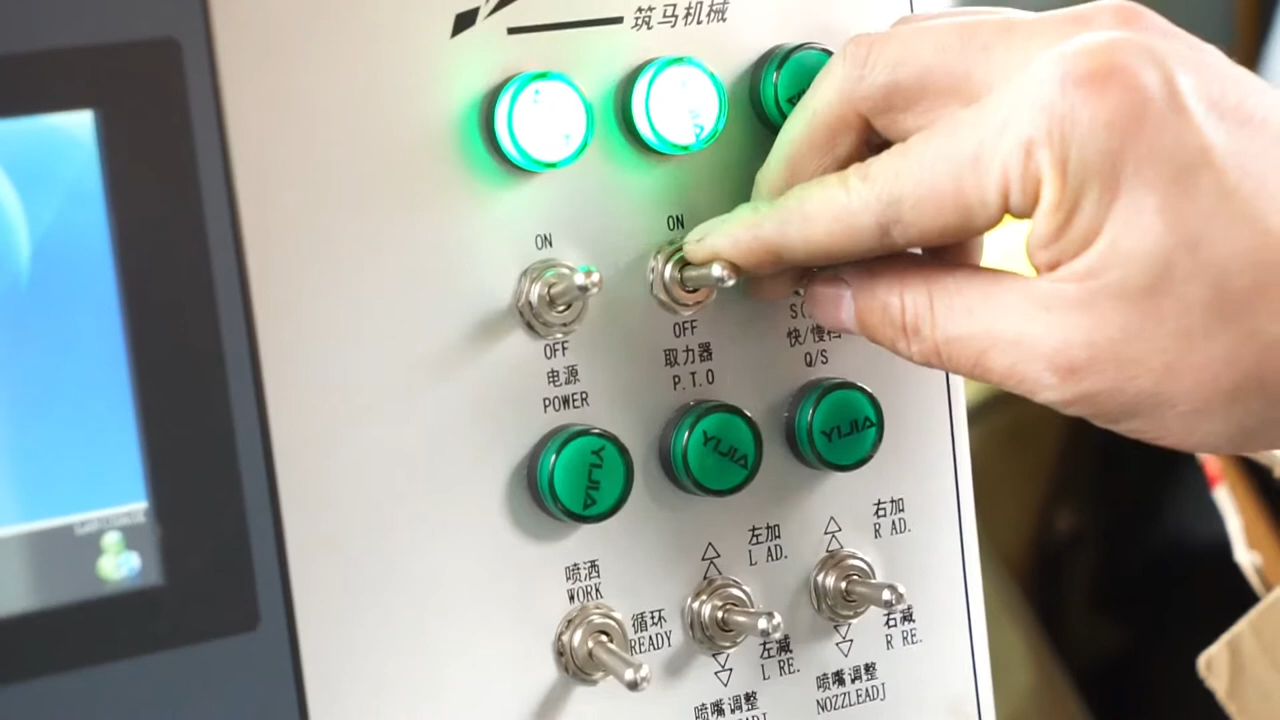 筑马机械
ON
ON
OFF
电源
POWER
OFF
取力器
P.T.O
快/慢档
Q/S
YIJIA
YIJIA
YIJIA
喷洒
WORK
循环
READY
左加
L AD.
左减
L RE.
喷嘴调整
右加
R AD.
右减
R RE.
喷嘴调整
NOZZLEADJ